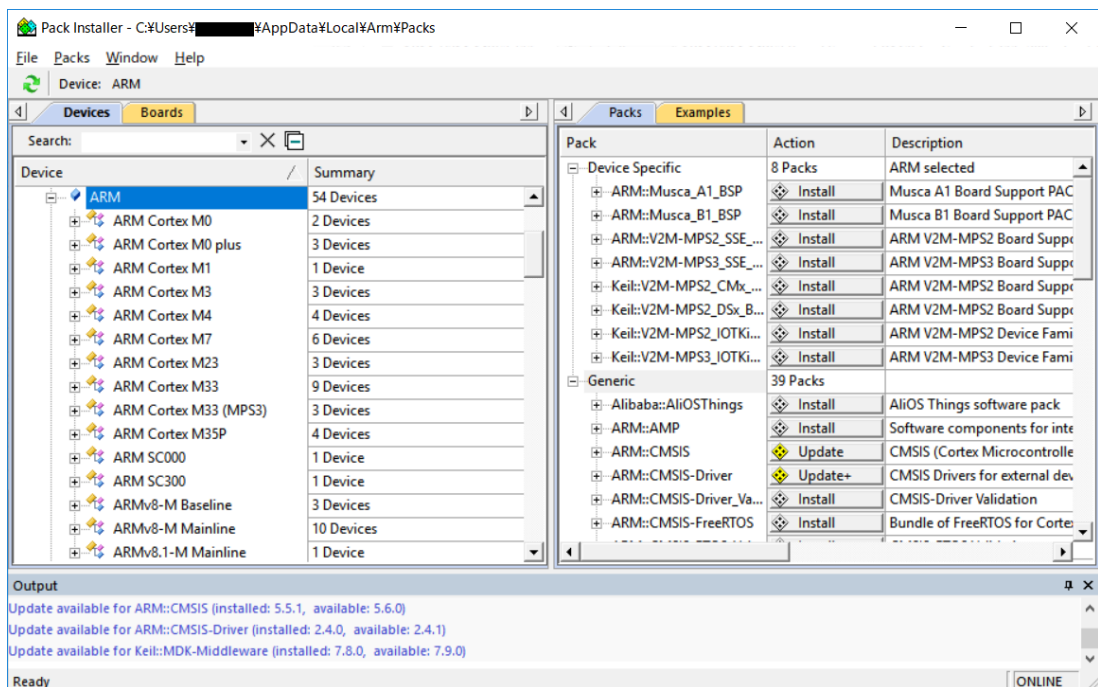 Pack Installer - C:¥Users¥ ¥AppData¥Local¥Arm¥Packs
File Packs Window Help
Device: ARM
Devices Boards
Search:
Device Summary
ARM 54 Devices
ARM Cortex M0 2 Devices
ARM Cortex M0 plus 3 Devices
ARM Cortex M1 1 Device
ARM Cortex M3 3 Devices
ARM Cortex M4 4 Devices
ARM Cortex M7 6 Devices
ARM Cortex M23 3 Devices
ARM Cortex M33 9 Devices
ARM Cortex M33 (MPS3) 3 Devices
ARM Cortex M35P 4 Devices
ARM SC000 1 Device
ARM SC300 1 Device
ARMv8-M Baseline 3 Devices
ARMv8-M Mainline 10 Devices
ARMv8.1-M Mainline 1 Device
Packs Examples
Pack Action Description
Device Specific 8 Packs ARM selected
ARM::Musca_A1_BSP Install Musca A1 Board Support PAC
ARM::Musca_B1_BSP Install Musca B1 Board Support PAC
ARM::V2M-MPS2_SSE_... Install ARM V2M-MPS2 Board Suppo
ARM::V2M-MPS3_SSE_... Install ARM V2M-MPS3 Board Suppo
Keil::V2M-MPS2_CMx_... Install ARM V2M-MPS2 Board Suppo
Keil::V2M-MPS2_DSx_B... Install ARM V2M-MPS2 Board Suppo
Keil::V2M-MPS2_IOTKi... Install ARM V2M-MPS2 Device Fami
Keil::V2M-MPS3_IOTKi... Install ARM V2M-MPS3 Device Fami
Generic 39 Packs
Alibaba::AliOSThings Install AliOS Things software pack
ARM::AMP Install Software components for inte
ARM::CMSIS Update CMSIS (Cortex Microcontrolle
ARM::CMSIS-Driver Update+ CMSIS Drivers for external dev
ARM::CMSIS-Driver_Va... Install CMSIS-Driver Validation
ARM::CMSIS-FreeRTOS Install Bundle of FreeRTOS for Cortex
Output
Update available for ARM::CMSIS (installed: 5.5.1, available: 5.6.0)
Update available for ARM::CMSIS-Driver (installed: 2.4.0, available: 2.4.1)
Update available for Keil::MDK-Middleware (installed: 7.8.0, available: 7.9.0)
Ready ONLINE